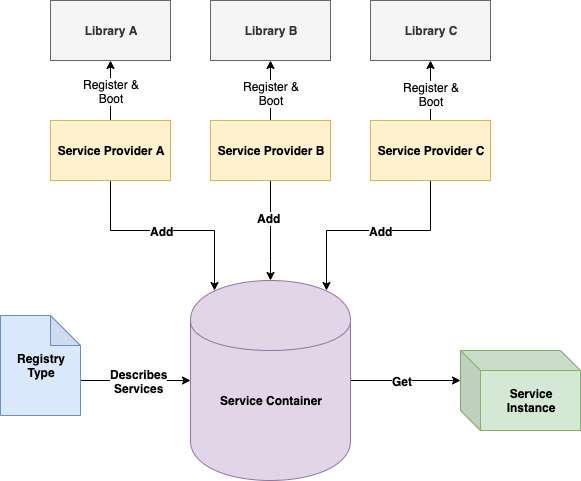 Library A
Library B
Library C
Register &
Boot
Register &
Boot
Register &
Boot
Service Provider A
Service Provider B
Service Provider C
Add
Add
Add
Registry
Type
Describes
Services
Service Container
Get
Service
Instance